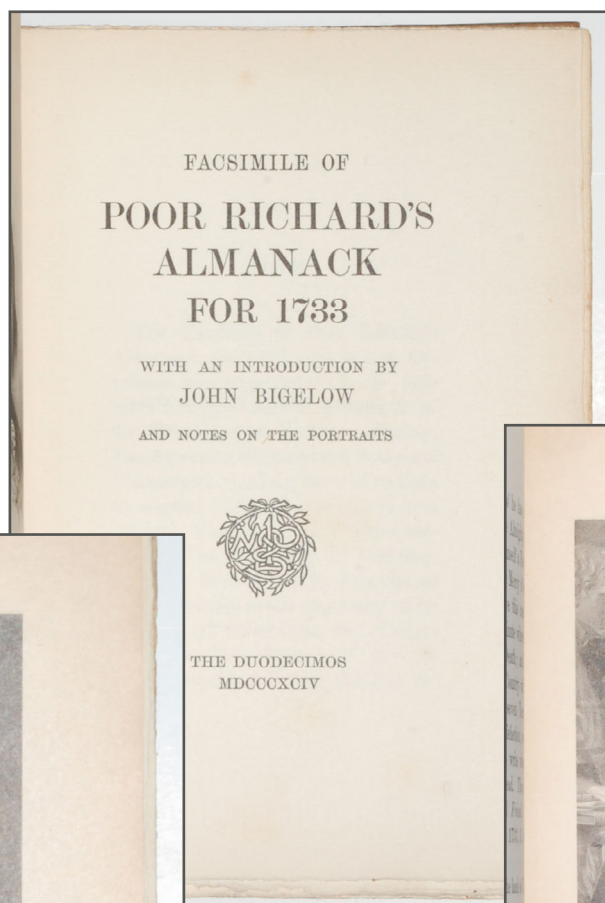 FACSIMILE OF
POOR RICHARD'S
ALMANACK
FOR 1733
WITH AN INTRODUCTION BY
JOHN BIGELOW
AND NOTES ON THE PORTRAITS
THE DUODECIMOS
MDCCCXCIV